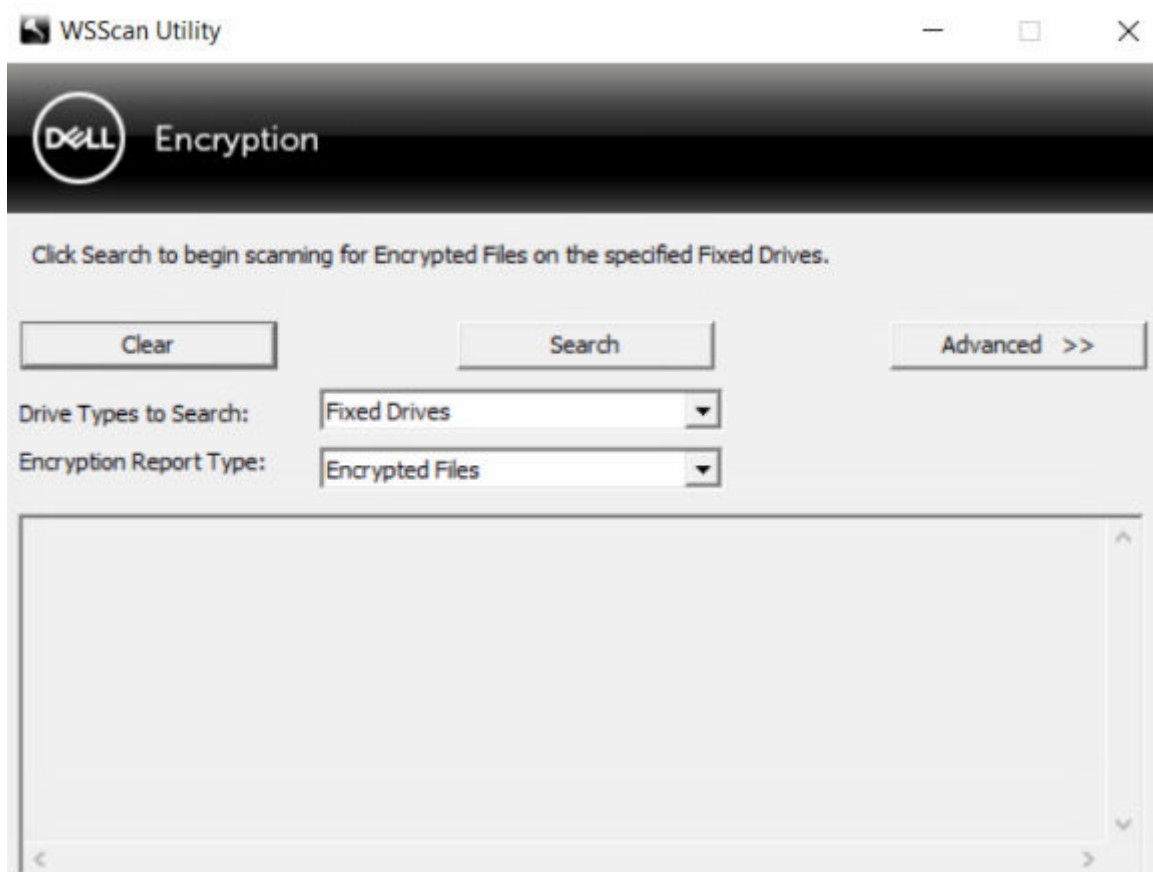 WSScan Utility
DELL Encryption
Click Search to begin scanning for Encrypted Files on the specified Fixed Drives.
Clear Search Advanced >>
Drive Types to Search: Fixed Drives
Encryption Report Type: Encrypted Files